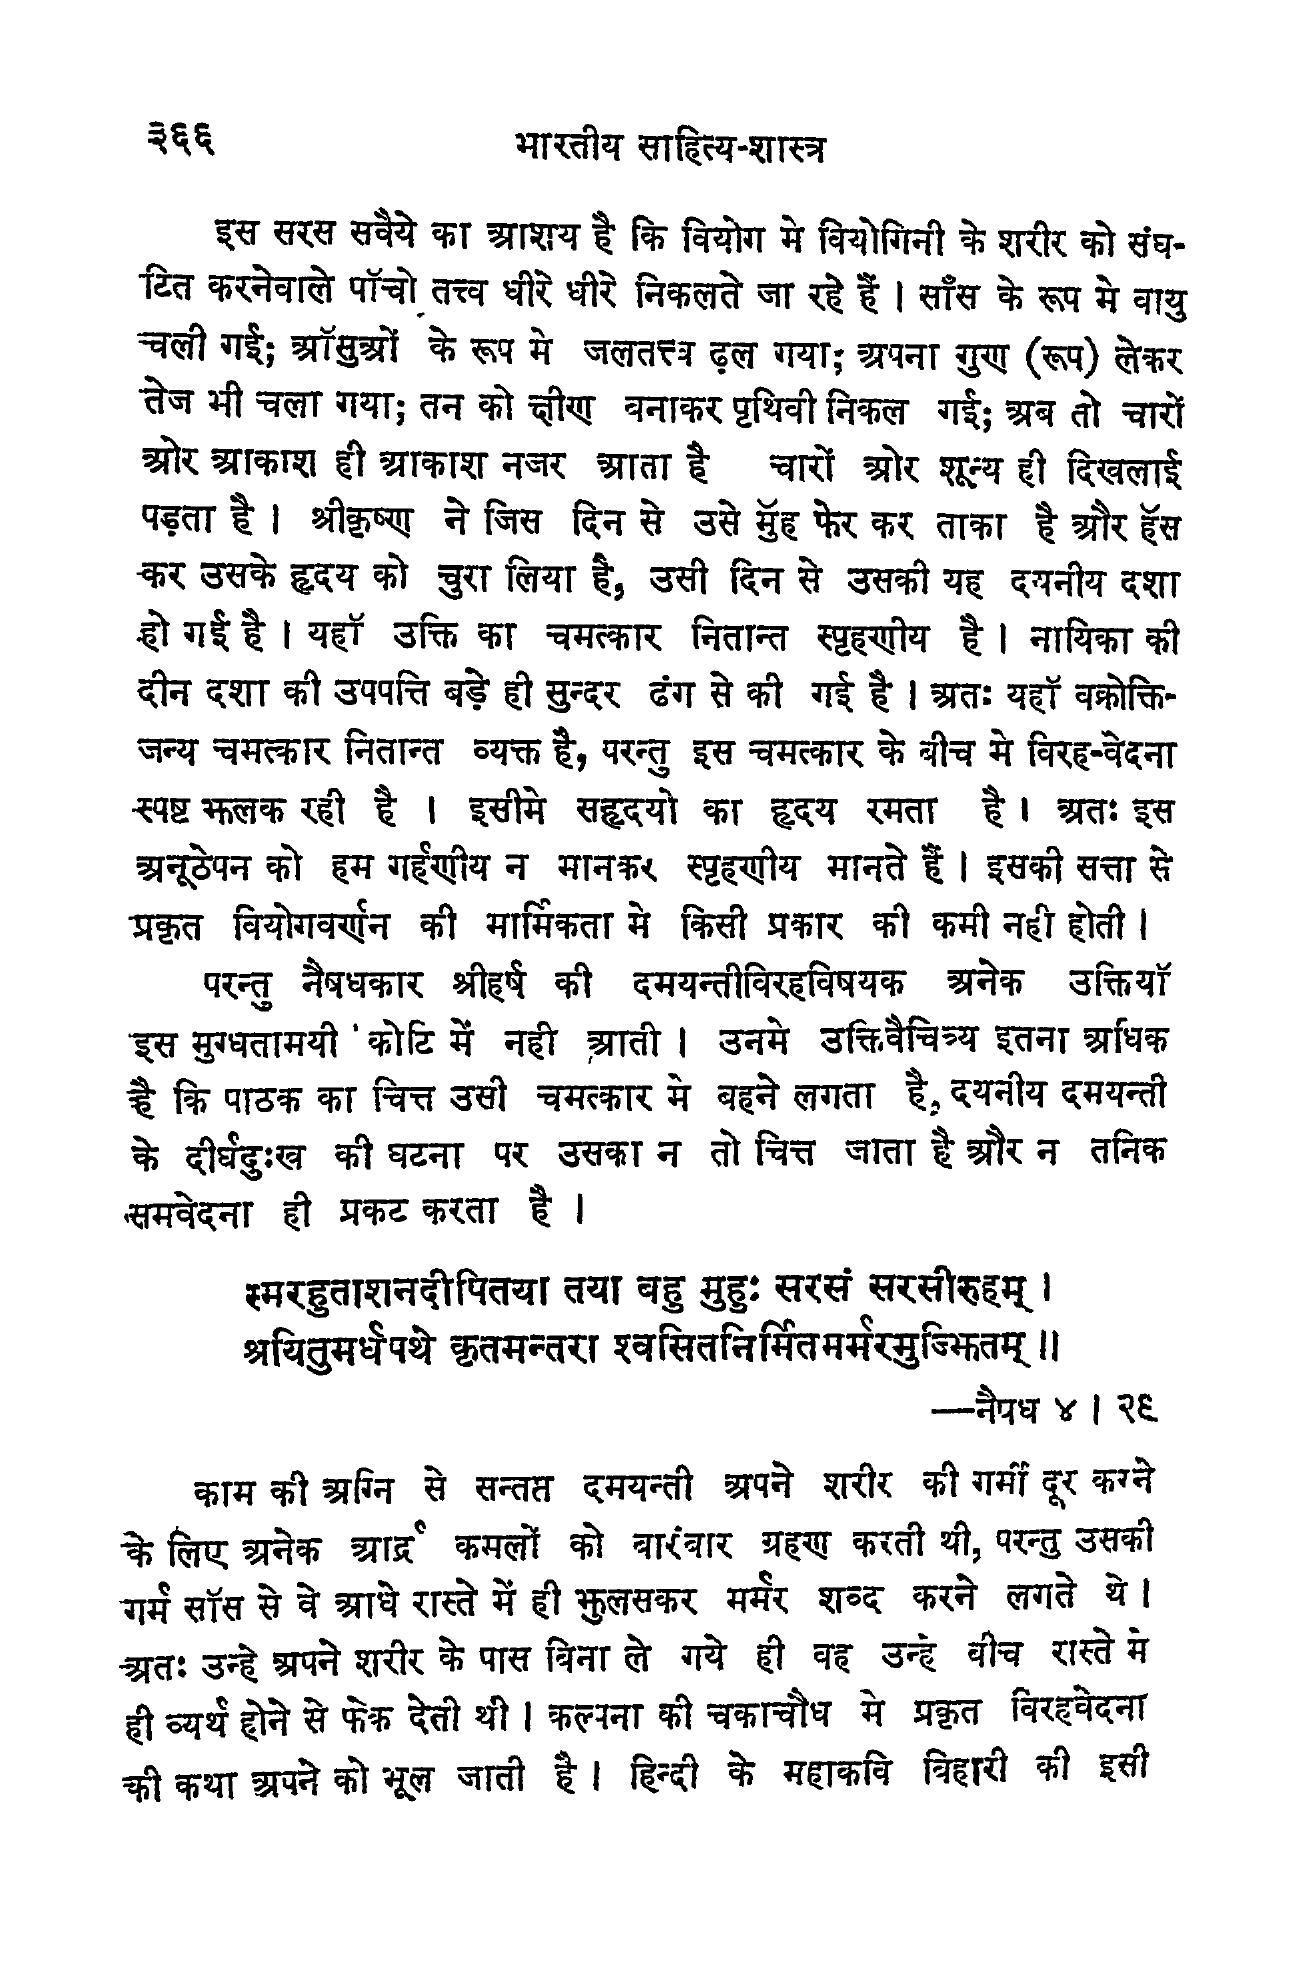 ३६६ भारतीय साहित्य-शास्त्र
इस सरस सवैये का आशय है कि वियोग मे वियोगिनी के शरीर को संघ-
टित करनेवाले पॉचो तत्त्व धीरे धीरे निकलते जा रहे हैं । साँस के रूप मे वायु
चली गई; ऑसुओं के रूप मे जलतत्त्व ढ़ल गया; अपना गुण (रूप) लेकर
तेज भी चला गया; तन को क्षीण बनाकर पृथिवी निकल गई; अब तो चारों
ओर आकाश ही आकाश नजर आता है चारों ओर शून्य ही दिखलाई
पड़ता है । श्रीकृष्ण ने जिस दिन से उसे मुॅह फेर कर ताका है और हॅस
कर उसके हृदय को चुरा लिया है, उसी दिन से उसकी यह दयनीय दशा
हो गई है । यहॉ उक्ति का चमत्कार नितान्त स्पृहणीय है । नायिका की
दीन दशा की उपपत्ति बड़े ही सुन्दर ढंग से की गई है । अतः यहॉ वक्रोक्ति-
जन्य चमत्कार नितान्त व्यक्त है, परन्तु इस चमत्कार के बीच मे विरह-वेदना
स्पष्ट झलक रही है । इसीमे सहृदयो का हृदय रमता है । अतः इस
अनूठेपन को हम गर्हणीय न मानकर स्पृहणीय मानते हैं । इसकी सत्ता से
प्रकृत वियोगवर्णन की मार्मिकता मे किसी प्रकार की कमी नही होती ।
परन्तु नैषधकार श्रीहर्ष की दमयन्तीविरहविषयक अनेक उक्तियॉ
इस मुग्धतामयी कोटि में नही आती । उनमे उक्तिवैचित्र्य इतना अधिक
है कि पाठक का चित्त उसी चमत्कार मे बहने लगता है, दयनीय दमयन्ती
के दीर्घदुःख की घटना पर उसका न तो चित्त जाता है और न तनिक
समवेदना ही प्रकट करता है ।
स्मरहुताशनदीपितया तया बहु मुहुः सरसं सरसीरुहम् ।
श्रयितुमर्धपथे कृतमन्तरा श्वसितनिर्मितमर्मरमुज्झितम् ॥
—नैषध ४ । २९
काम की अग्नि से सन्तप्त दमयन्ती अपने शरीर की गर्मी दूर करने
के लिए अनेक आर्द्र कमलों को बारंबार ग्रहण करती थी, परन्तु उसकी
गर्म सॉस से वे आधे रास्ते में ही झुलसकर मर्मर शब्द करने लगते थे ।
अतः उन्हे अपने शरीर के पास बिना ले गये ही वह उन्हे बीच रास्ते मे
ही व्यर्थ होने से फेक देती थी । कल्पना की चकाचौध मे प्रकृत विरहवेदना
की कथा अपने को भूल जाती है । हिन्दी के महाकवि बिहारी की इसी